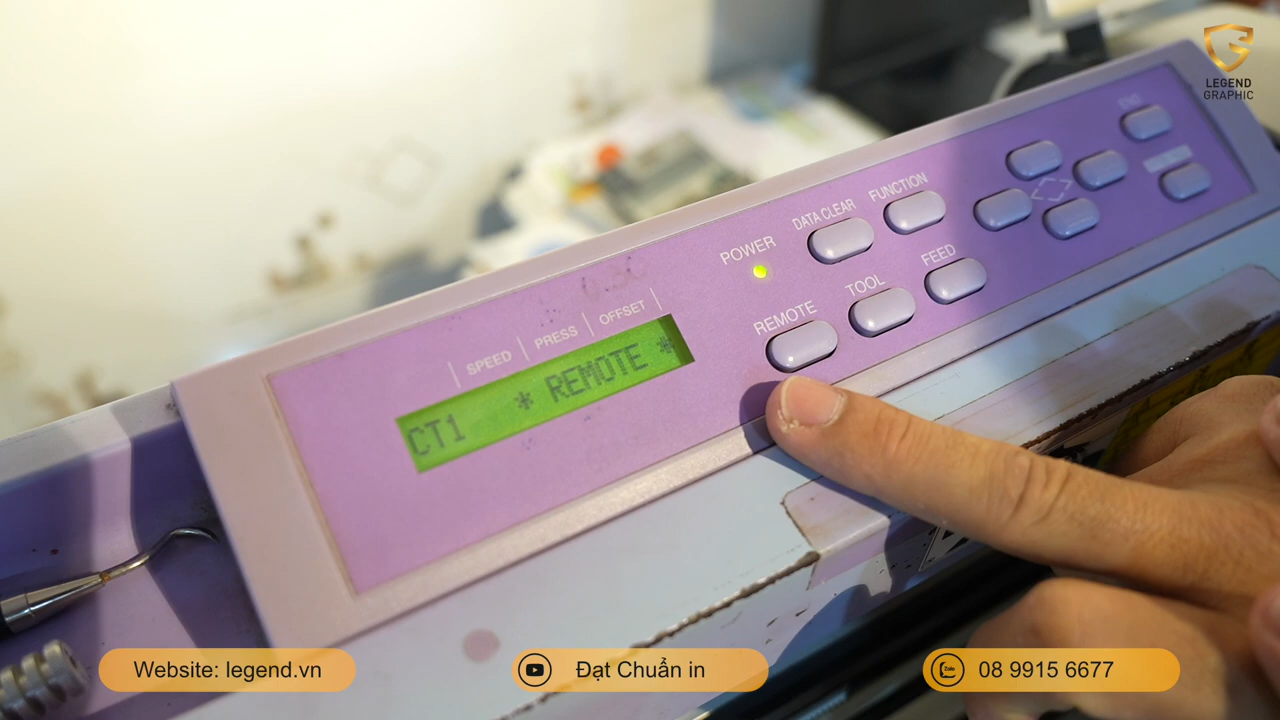 LEGEND
GRAPHIC
SPEED
PRESS
OFFSET
CT1 * REMOTE *
POWER
DATA CLEAR
FUNCTION
REMOTE
TOOL
FEED
Website: legend.vn
Đạt Chuẩn in
Zalo
08 9915 6677